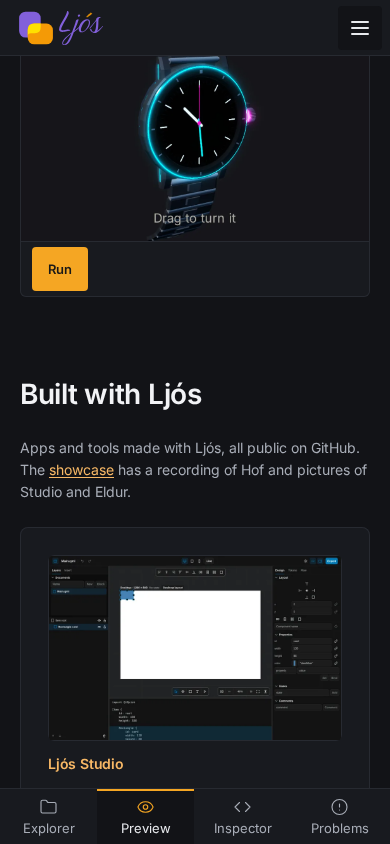 Ljós
Drag to turn it
Run
Built with Ljós
Apps and tools made with Ljós, all public on GitHub.
The showcase has a recording of Hof and pictures of
Studio and Eldur.
Ljós Studio
Explorer
Preview
Inspector
Problems